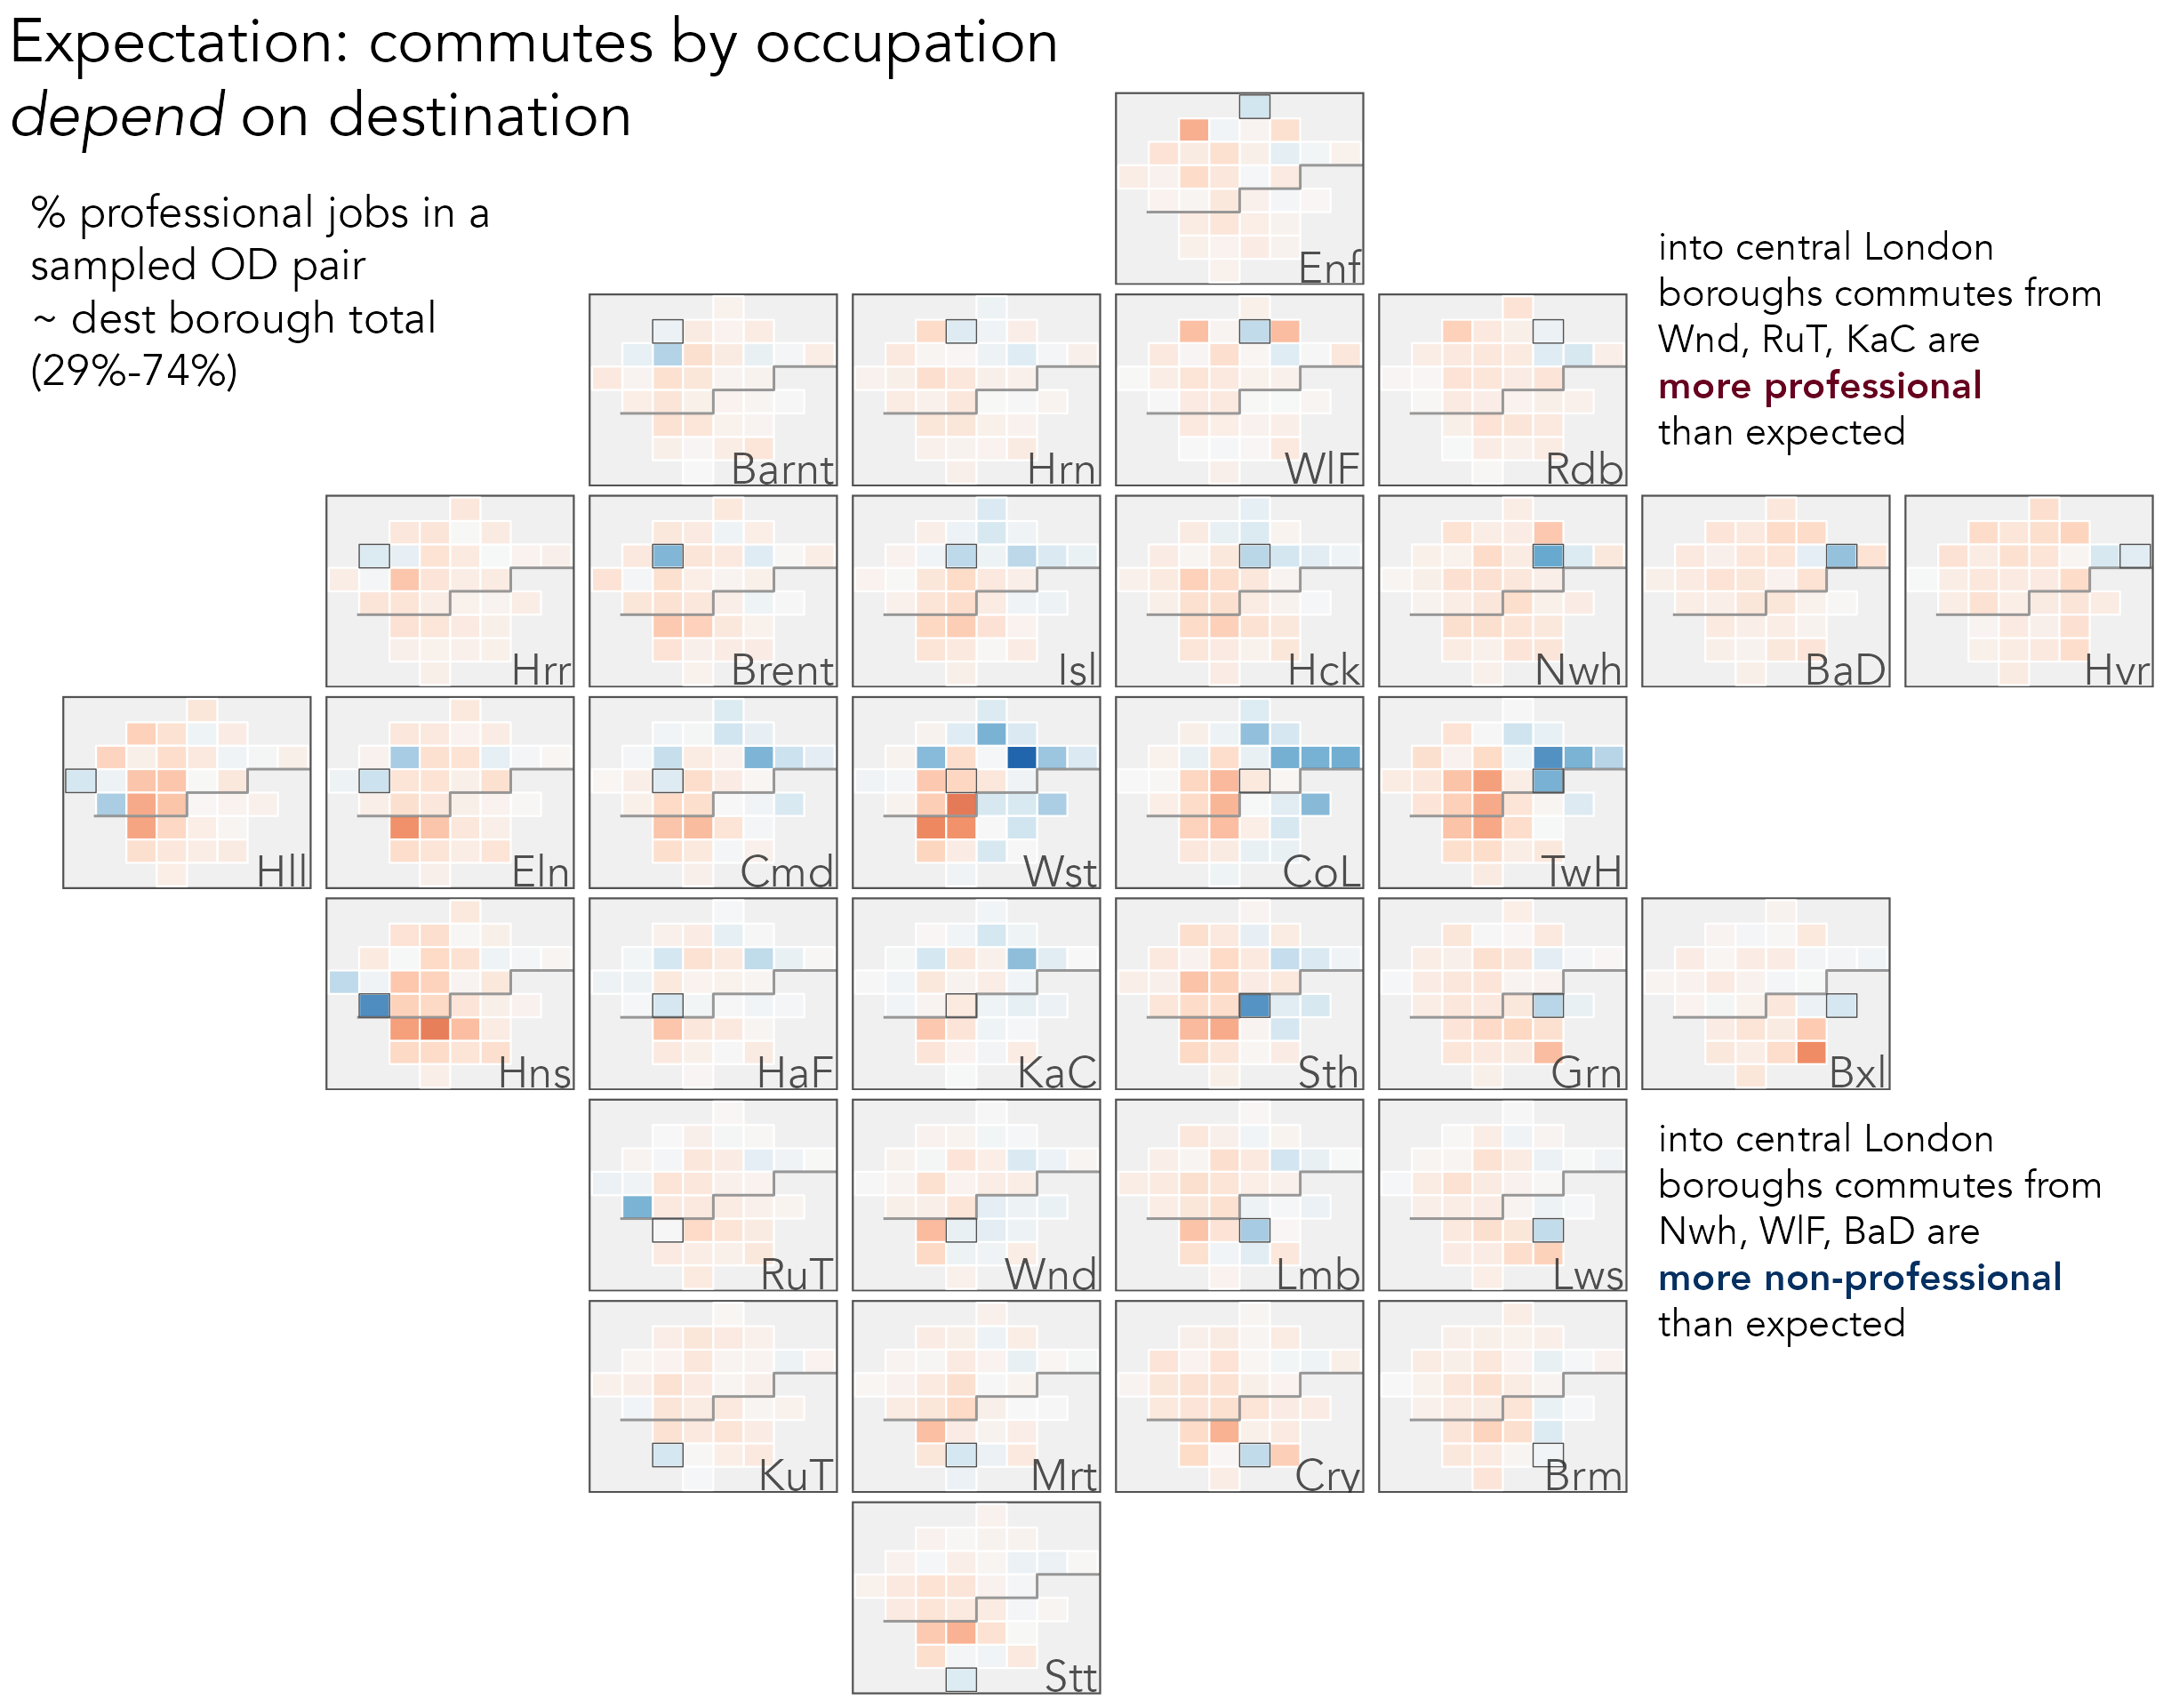 Expectation: commutes by occupation
depend on destination
% professional jobs in a
sampled OD pair
~ dest borough total
(29%-74%)
Enf
into central London
boroughs commutes from
Wnd, RuT, KaC are
more professional
than expected
Barnt
Hrn
WlF
Rdb
Hrr
Brent
Isl
Hck
Nwh
BaD
Hvr
Hll
Eln
Cmd
Wst
CoL
TwH
Hns
HaF
KaC
Sth
Grn
Bxl
into central London
boroughs commutes from
Nwh, WlF, BaD are
more non-professional
than expected
RuT
Wnd
Lmb
Lws
KuT
Mrt
Cry
Brm
Stt